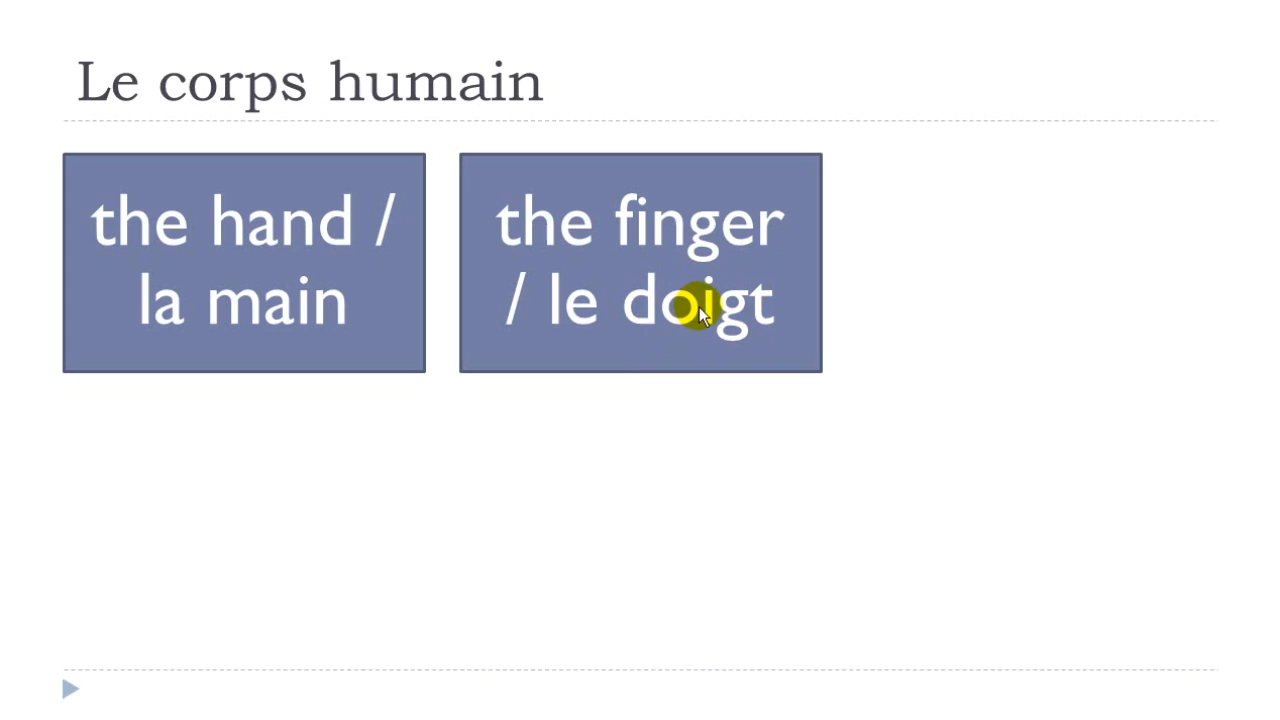 Le corps humain
the hand /
la main
the finger
/ le doigt